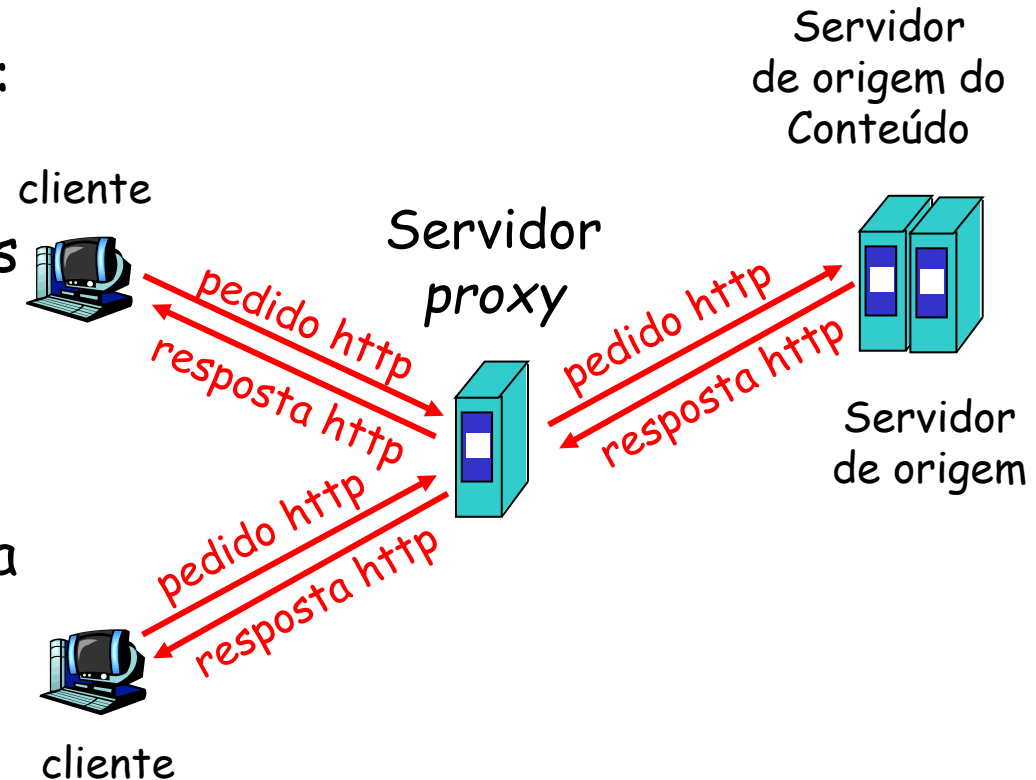 Servidor
de origem do
Conteúdo
:
cliente
s
Servidor
proxy
pedido http
resposta http
pedido http
resposta http
Servidor
de origem
pedido http
resposta http
a
cliente